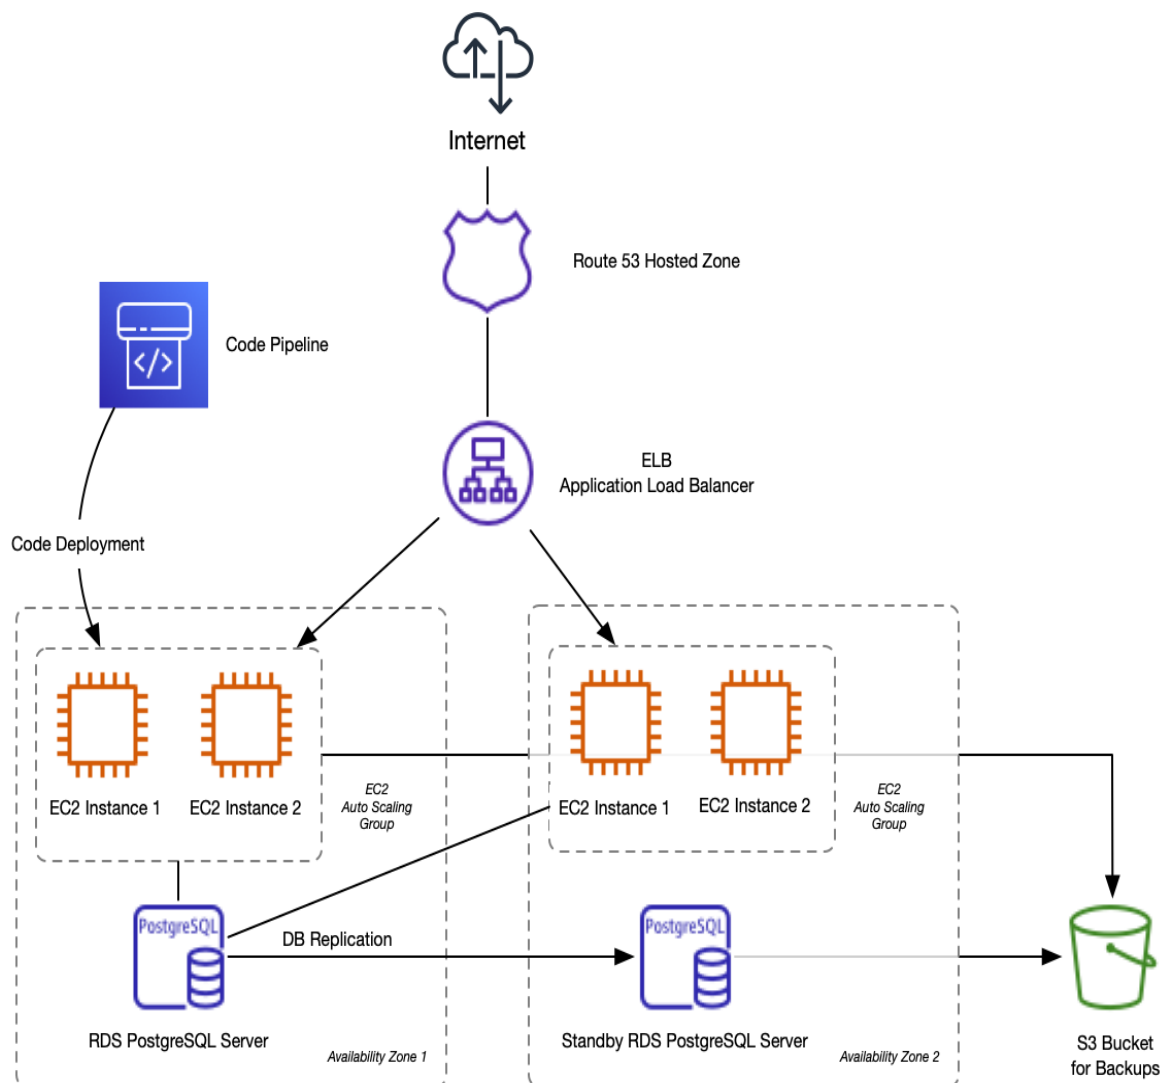 Internet
Route 53 Hosted Zone
Code Pipeline
</>
ELB
Application Load Balancer
Code Deployment
EC2 Instance 1
EC2 Instance 2
EC2
Auto Scaling
Group
EC2 Instance 1
EC2 Instance 2
EC2
Auto Scaling
Group
PostgreSQL
DB Replication
PostgreSQL
RDS PostgreSQL Server
Availability Zone 1
Standby RDS PostgreSQL Server
Availability Zone 2
S3 Bucket
for Backups